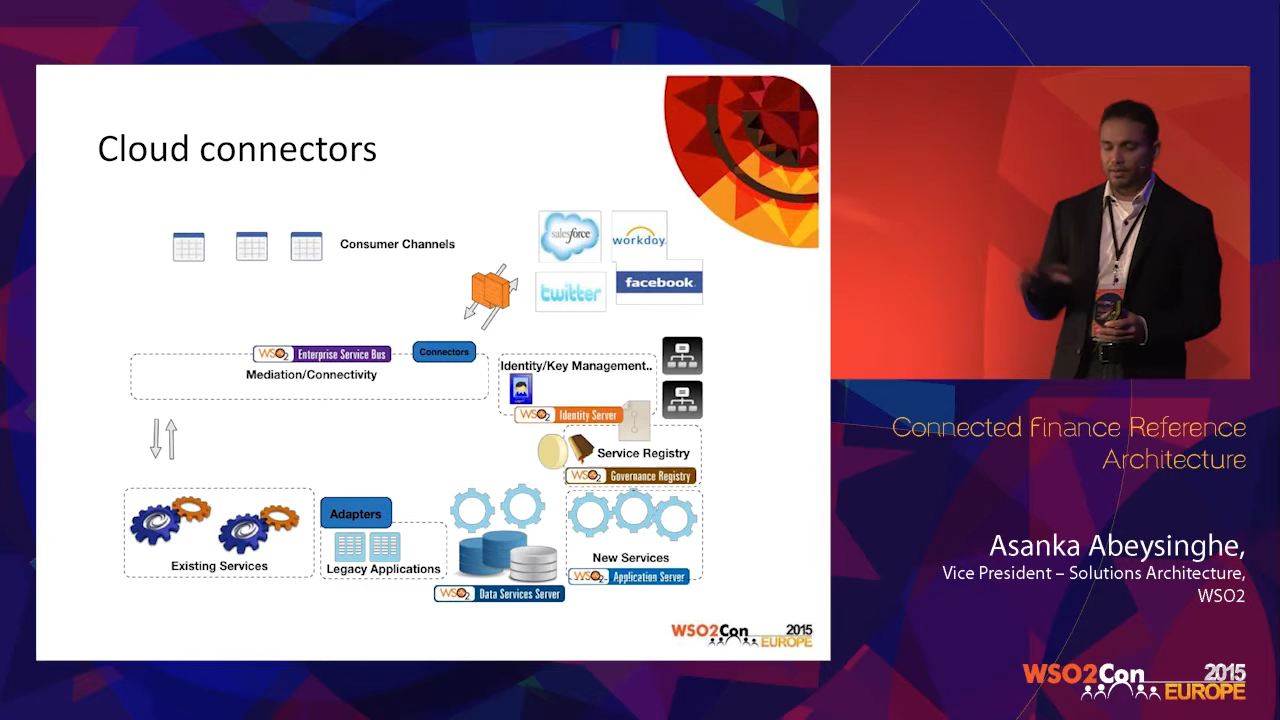 Cloud connectors
Consumer Channels
salesforce
workday.
twitter
facebook.
WSO2 Enterprise Service Bus
Connectors
Mediation/Connectivity
Identity/Key Management..
WSO2 Identity Server
Service Registry
WSO2 Governance Registry
Adapters
Existing Services
Legacy Applications
New Services
WSO2 Application Server
WSO2 Data Services Server
WSO2Con 2015
EUROPE
Connected Finance Reference
Architecture
Asanka Abeysinghe,
Vice President – Solutions Architecture,
WSO2
WSO2Con 2015
EUROPE